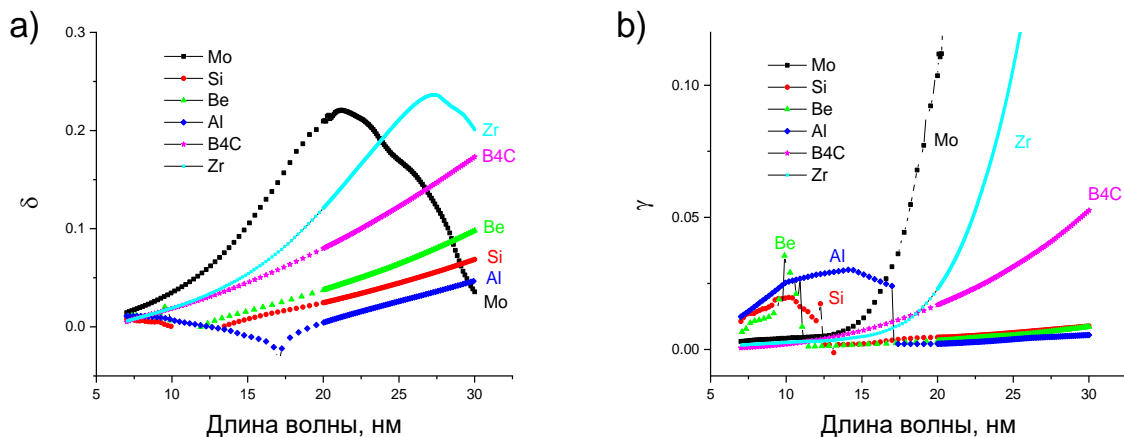 a)
0.3
0.2
0.1
0.0
δ
Mo
Si
Be
Al
B4C
Zr
Zr
B4C
Be
Si
Al
Mo
5
10
15
20
25
30
Длина волны, нм
b)
0.10
0.05
0.00
γ
Mo
Si
Be
Al
B4C
Zr
Mo
Zr
B4C
Be
Al
Si
5
10
15
20
25
30
Длина волны, нм